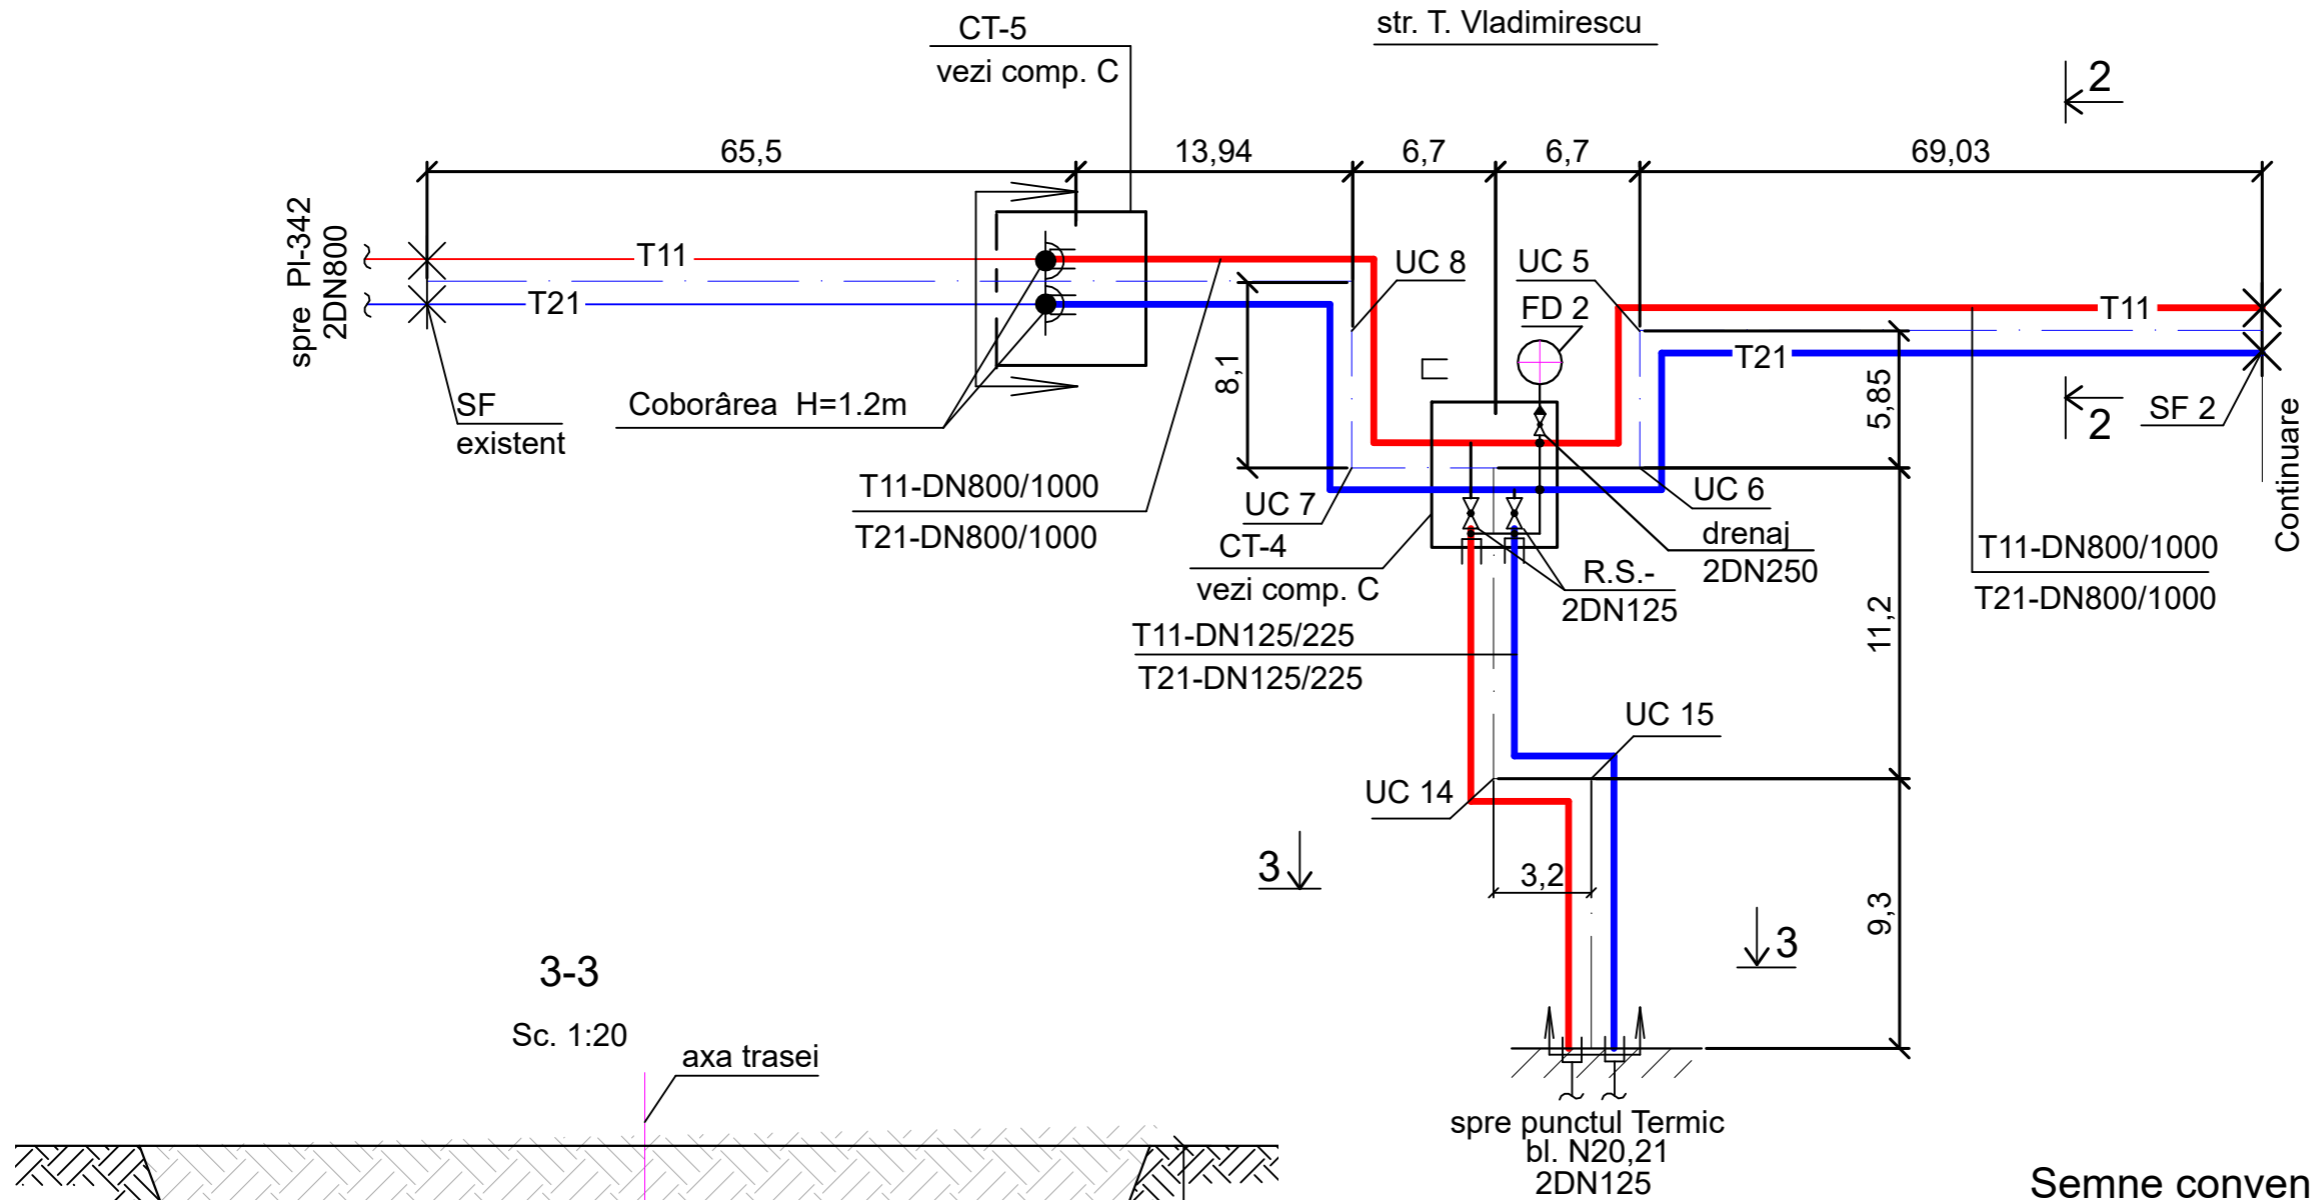 str. T. Vladimirescu
CT-5
vezi comp. C
2
65,5
13,94
6,7
6,7
69,03
spre PI-342
2DN800
T11
T21
UC 8
UC 5
FD 2
T11
T21
8,1
5,85
SF
existent
Coborârea H=1.2m
2
SF 2
Continuare
T11-DN800/1000
T21-DN800/1000
UC 7
UC 6
CT-4
vezi comp. C
drenaj
2DN250
R.S.-
2DN125
T11-DN800/1000
T21-DN800/1000
T11-DN125/225
T21-DN125/225
11,2
UC 15
UC 14
3
3,2
9,3
3
3-3
Sc. 1:20
axa trasei
spre punctul Termic
bl. N20,21
2DN125
Semne conven